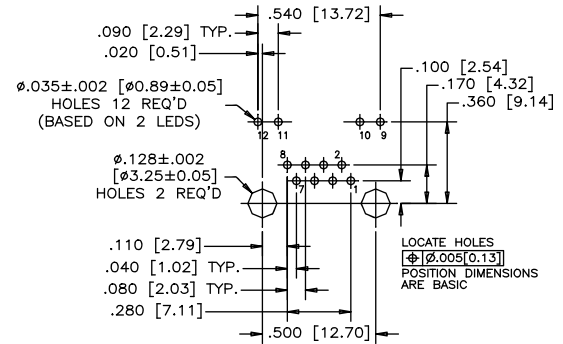 .540 [13.72]
.090 [2.29] TYP.
.020 [0.51]
.100 [2.54]
.170 [4.32]
.360 [9.14]
ø.035±.002 [ø0.89±0.05]
HOLES 12 REQ'D
(BASED ON 2 LEDS)
12
11
10
9
8
2
7
1
ø.128±.002
[ø3.25±0.05]
HOLES 2 REQ'D
.110 [2.79]
.040 [1.02] TYP.
.080 [2.03] TYP.
.280 [7.11]
.500 [12.70]
LOCATE HOLES
⌖ Ø.005[0.13]
POSITION DIMENSIONS
ARE BASIC